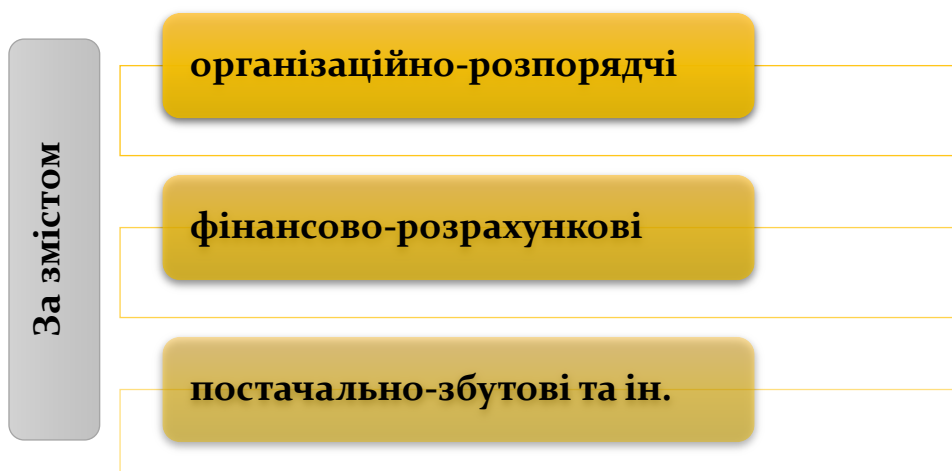 За змістом
організаційно-розпорядчі
фінансово-розрахункові
постачально-збутові та ін.